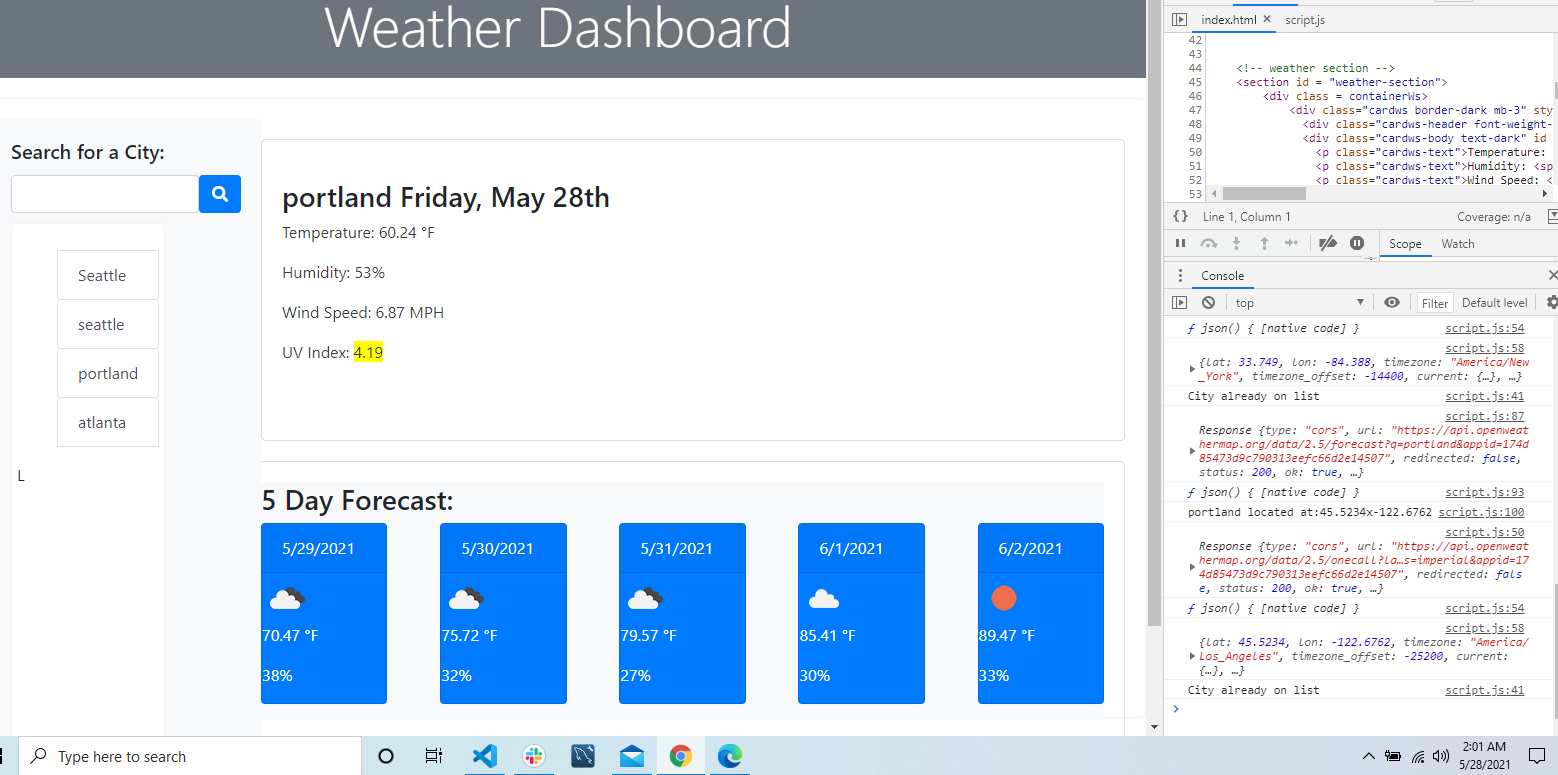 Weather Dashboard
Search for a City:
Seattle
seattle
portland
atlanta
L
portland Friday, May 28th
Temperature: 60.24 °F
Humidity: 53%
Wind Speed: 6.87 MPH
UV Index: 4.19
5 Day Forecast:
5/29/2021 5/30/2021 5/31/2021 6/1/2021 6/2/2021
70.47 °F 75.72 °F 79.57 °F 85.41 °F 89.47 °F
38% 32% 27% 30% 33%
index.html × script.js
42
43
44 <!-- weather section -->
45 <section id = "weather-section">
46 <div class = containerWs>
47 <div class="cardws border-dark mb-3" sty
48 <div class="cardws-header font-weight-
49 <div class="cardws-body text-dark" id
50 <p class="cardws-text">Temperature:
51 <p class="cardws-text">Humidity: <sp
52 <p class="cardws-text">Wind Speed: <
53
{} Line 1, Column 1 Coverage: n/a
Scope Watch
Console
top Filter Default level
ƒ json() { [native code] } script.js:54
script.js:58
{lat: 33.749, lon: -84.388, timezone: "America/New
_York", timezone_offset: -14400, current: {…}, …}
City already on list script.js:41
script.js:87
Response {type: "cors", url: "https://api.openweat
hermap.org/data/2.5/forecast?q=portland&appid=174d
85473d9c790313eefc66d2e14507", redirected: false,
status: 200, ok: true, …}
ƒ json() { [native code] } script.js:93
portland located at:45.5234x-122.6762 script.js:100
script.js:50
Response {type: "cors", url: "https://api.openweat
hermap.org/data/2.5/onecall?la…s=imperial&appid=17
4d85473d9c790313eefc66d2e14507", redirected: fals
e, status: 200, ok: true, …}
ƒ json() { [native code] } script.js:54
script.js:58
{lat: 45.5234, lon: -122.6762, timezone: "America/
Los_Angeles", timezone_offset: -25200, current:
{…}, …}
City already on list script.js:41
Type here to search
2:01 AM
5/28/2021